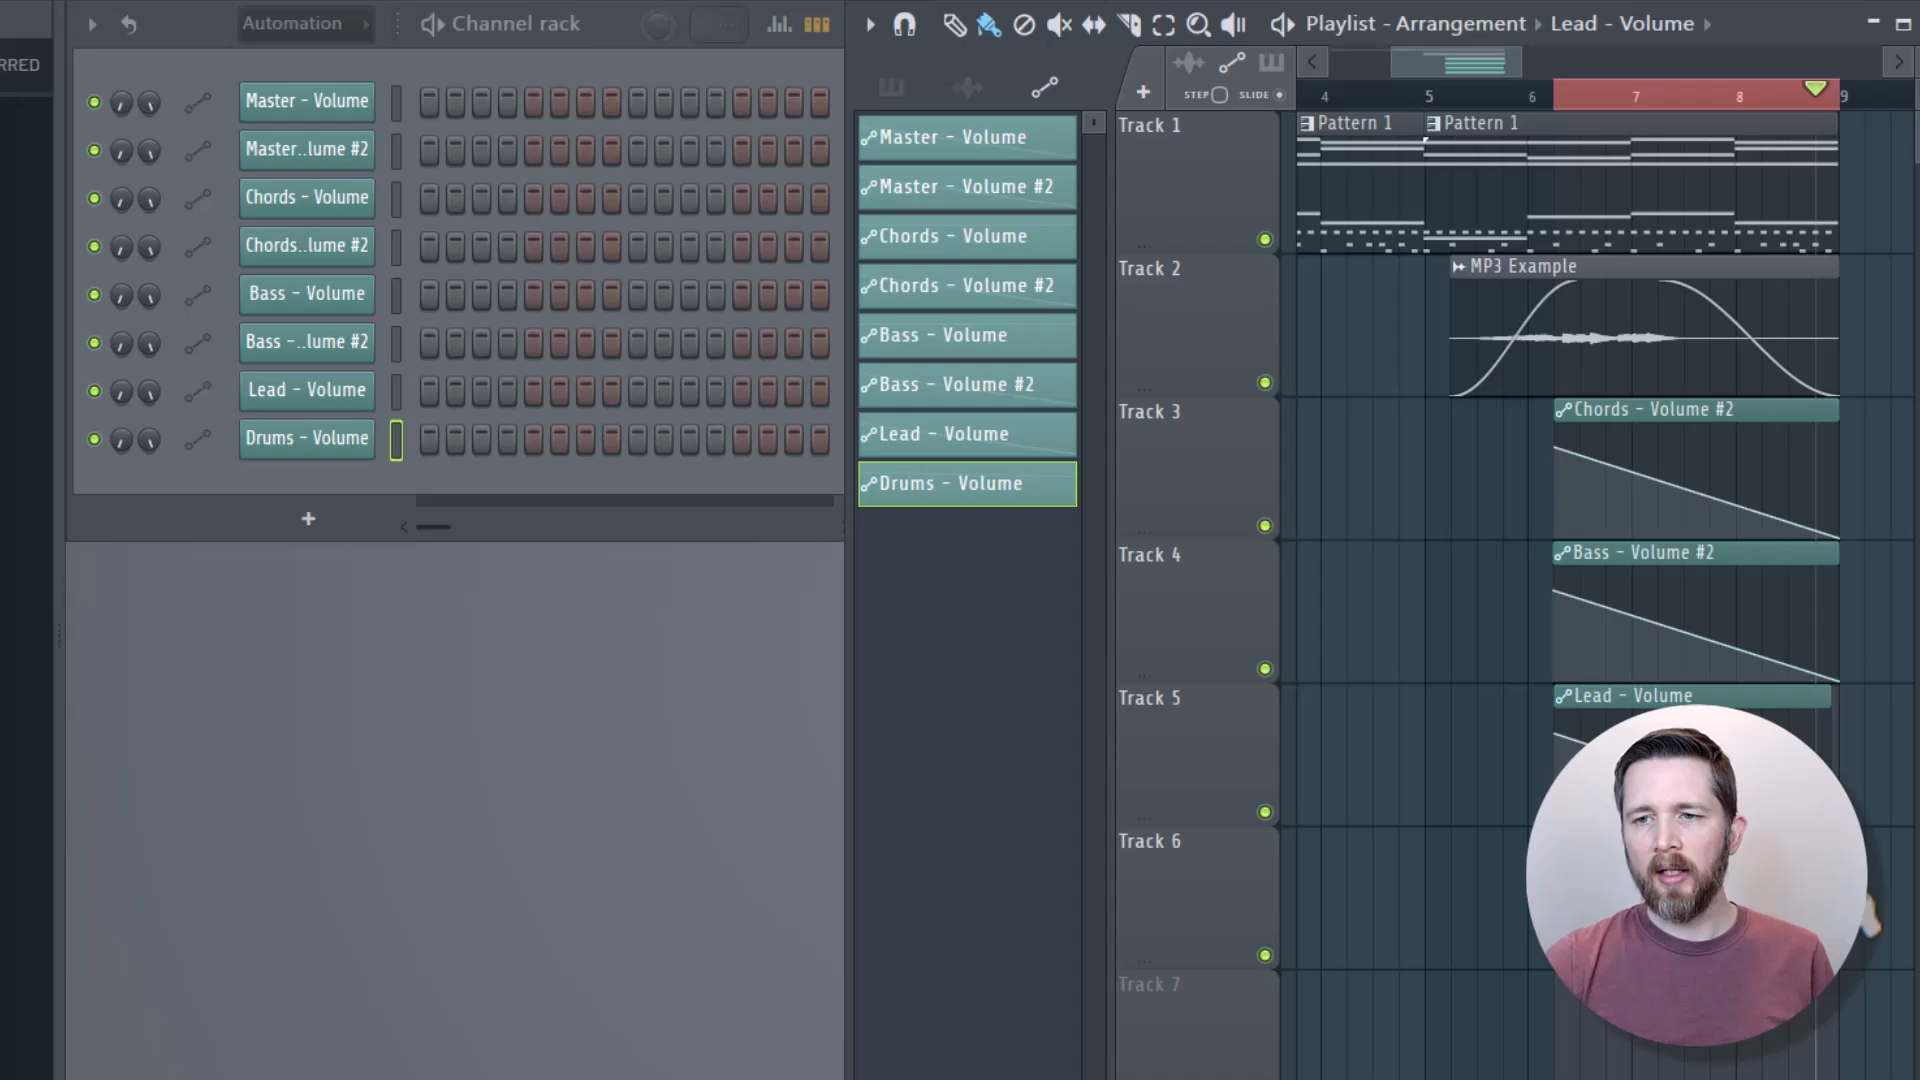 RRED
Automation
Channel rack
Master - Volume
Master..lume #2
Chords - Volume
Chords..lume #2
Bass - Volume
Bass -..lume #2
Lead - Volume
Drums - Volume
+
Playlist - Arrangement
Lead - Volume
STEP
SLIDE
4
5
6
7
8
9
Master - Volume
Master - Volume #2
Chords - Volume
Chords - Volume #2
Bass - Volume
Bass - Volume #2
Lead - Volume
Drums - Volume
Track 1
Pattern 1
Pattern 1
Track 2
MP3 Example
Track 3
Chords - Volume #2
Track 4
Bass - Volume #2
Track 5
Lead - Volume
Track 6
Track 7